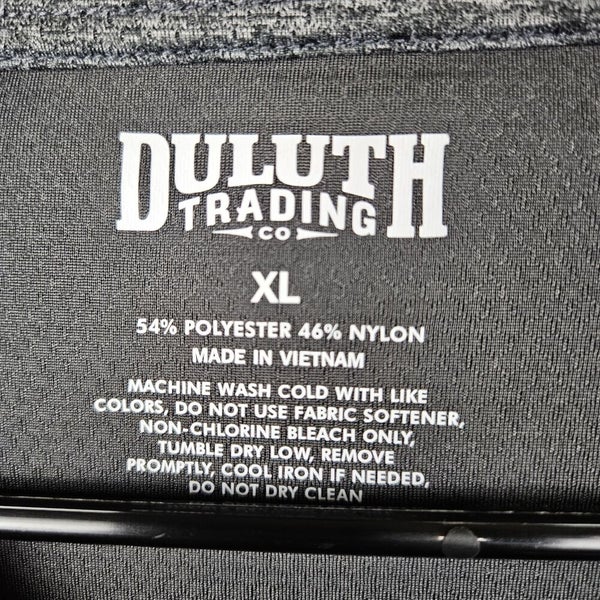 DULUTH
TRADING
CO
XL
54% POLYESTER 46% NYLON
MADE IN VIETNAM
MACHINE WASH COLD WITH LIKE
COLORS, DO NOT USE FABRIC SOFTENER,
NON-CHLORINE BLEACH ONLY,
TUMBLE DRY LOW, REMOVE
PROMPTLY, COOL IRON IF NEEDED,
DO NOT DRY CLEAN